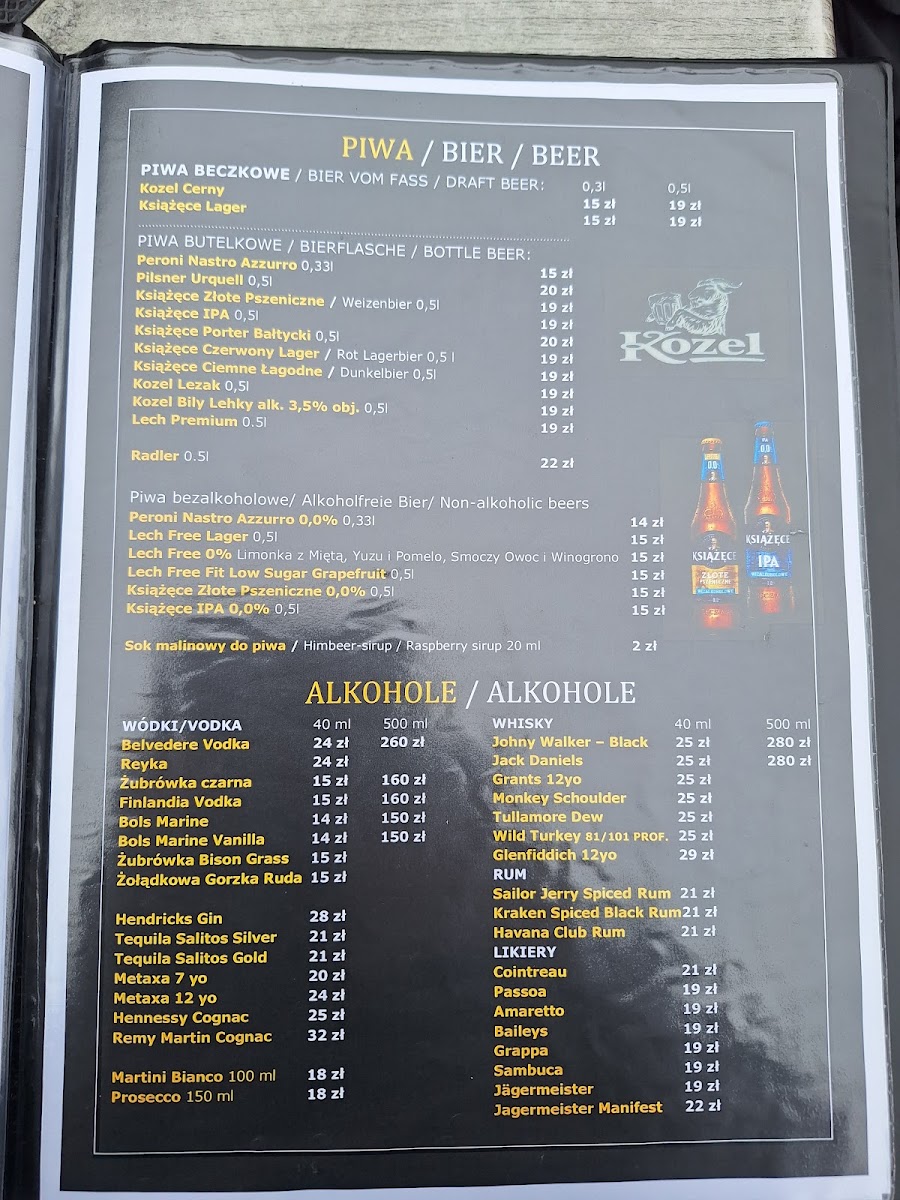 PIWA / BIER / BEER
PIWA BECZKOWE / BIER VOM FASS / DRAFT BEER: 0,3l 0,5l
Kozel Cerny 15 zł 19 zł
Książęce Lager 15 zł 19 zł
PIWA BUTELKOWE / BIERFLASCHE / BOTTLE BEER:
Peroni Nastro Azzurro 0,33l 15 zł
Pilsner Urquell 0,5l 20 zł
Książęce Złote Pszeniczne / Weizenbier 0,5l 19 zł
Książęce IPA 0,5l 19 zł
Książęce Porter Bałtycki 0,5l 20 zł
Książęce Czerwony Lager / Rot Lagerbier 0,5 l 19 zł
Książęce Ciemne Łagodne / Dunkelbier 0,5l 19 zł
Kozel Lezak 0,5l 19 zł
Kozel Bily Lehky alk. 3,5% obj. 0,5l 19 zł
Lech Premium 0.5l 19 zł
Radler 0.5l 22 zł
Kozel
Piwa bezalkoholowe/ Alkoholfreie Bier/ Non-alkoholic beers
Peroni Nastro Azzurro 0,0% 0,33l 14 zł
Lech Free Lager 0,5l 15 zł
Lech Free 0% Limonka z Miętą, Yuzu i Pomelo, Smoczy Owoc i Winogrono 15 zł
Lech Free Fit Low Sugar Grapefruit 0,5l 15 zł
Książęce Złote Pszeniczne 0,0% 0,5l 15 zł
Książęce IPA 0,0% 0,5l 15 zł
Sok malinowy do piwa / Himbeer-sirup / Raspberry sirup 20 ml 2 zł
0,0
KSIĄŻĘCE
ZŁOTE
PSZENICZNE
IPA
0,0
KSIĄŻĘCE
IPA
ALKOHOLE / ALKOHOLE
WÓDKI/VODKA 40 ml 500 ml
Belvedere Vodka 24 zł 260 zł
Reyka 24 zł
Żubrówka czarna 15 zł 160 zł
Finlandia Vodka 15 zł 160 zł
Bols Marine 14 zł 150 zł
Bols Marine Vanilla 14 zł 150 zł
Żubrówka Bison Grass 15 zł
Żołądkowa Gorzka Ruda 15 zł
Hendricks Gin 28 zł
Tequila Salitos Silver 21 zł
Tequila Salitos Gold 21 zł
Metaxa 7 yo 20 zł
Metaxa 12 yo 24 zł
Hennessy Cognac 25 zł
Remy Martin Cognac 32 zł
Martini Bianco 100 ml 18 zł
Prosecco 150 ml 18 zł
WHISKY 40 ml 500 ml
Johny Walker – Black 25 zł 280 zł
Jack Daniels 25 zł 280 zł
Grants 12yo 25 zł
Monkey Schoulder 25 zł
Tullamore Dew 25 zł
Wild Turkey 81/101 PROF. 25 zł
Glenfiddich 12yo 29 zł
RUM
Sailor Jerry Spiced Rum 21 zł
Kraken Spiced Black Rum 21 zł
Havana Club Rum 21 zł
LIKIERY
Cointreau 21 zł
Passoa 19 zł
Amaretto 19 zł
Baileys 19 zł
Grappa 19 zł
Sambuca 19 zł
Jägermeister 19 zł
Jagermeister Manifest 22 zł